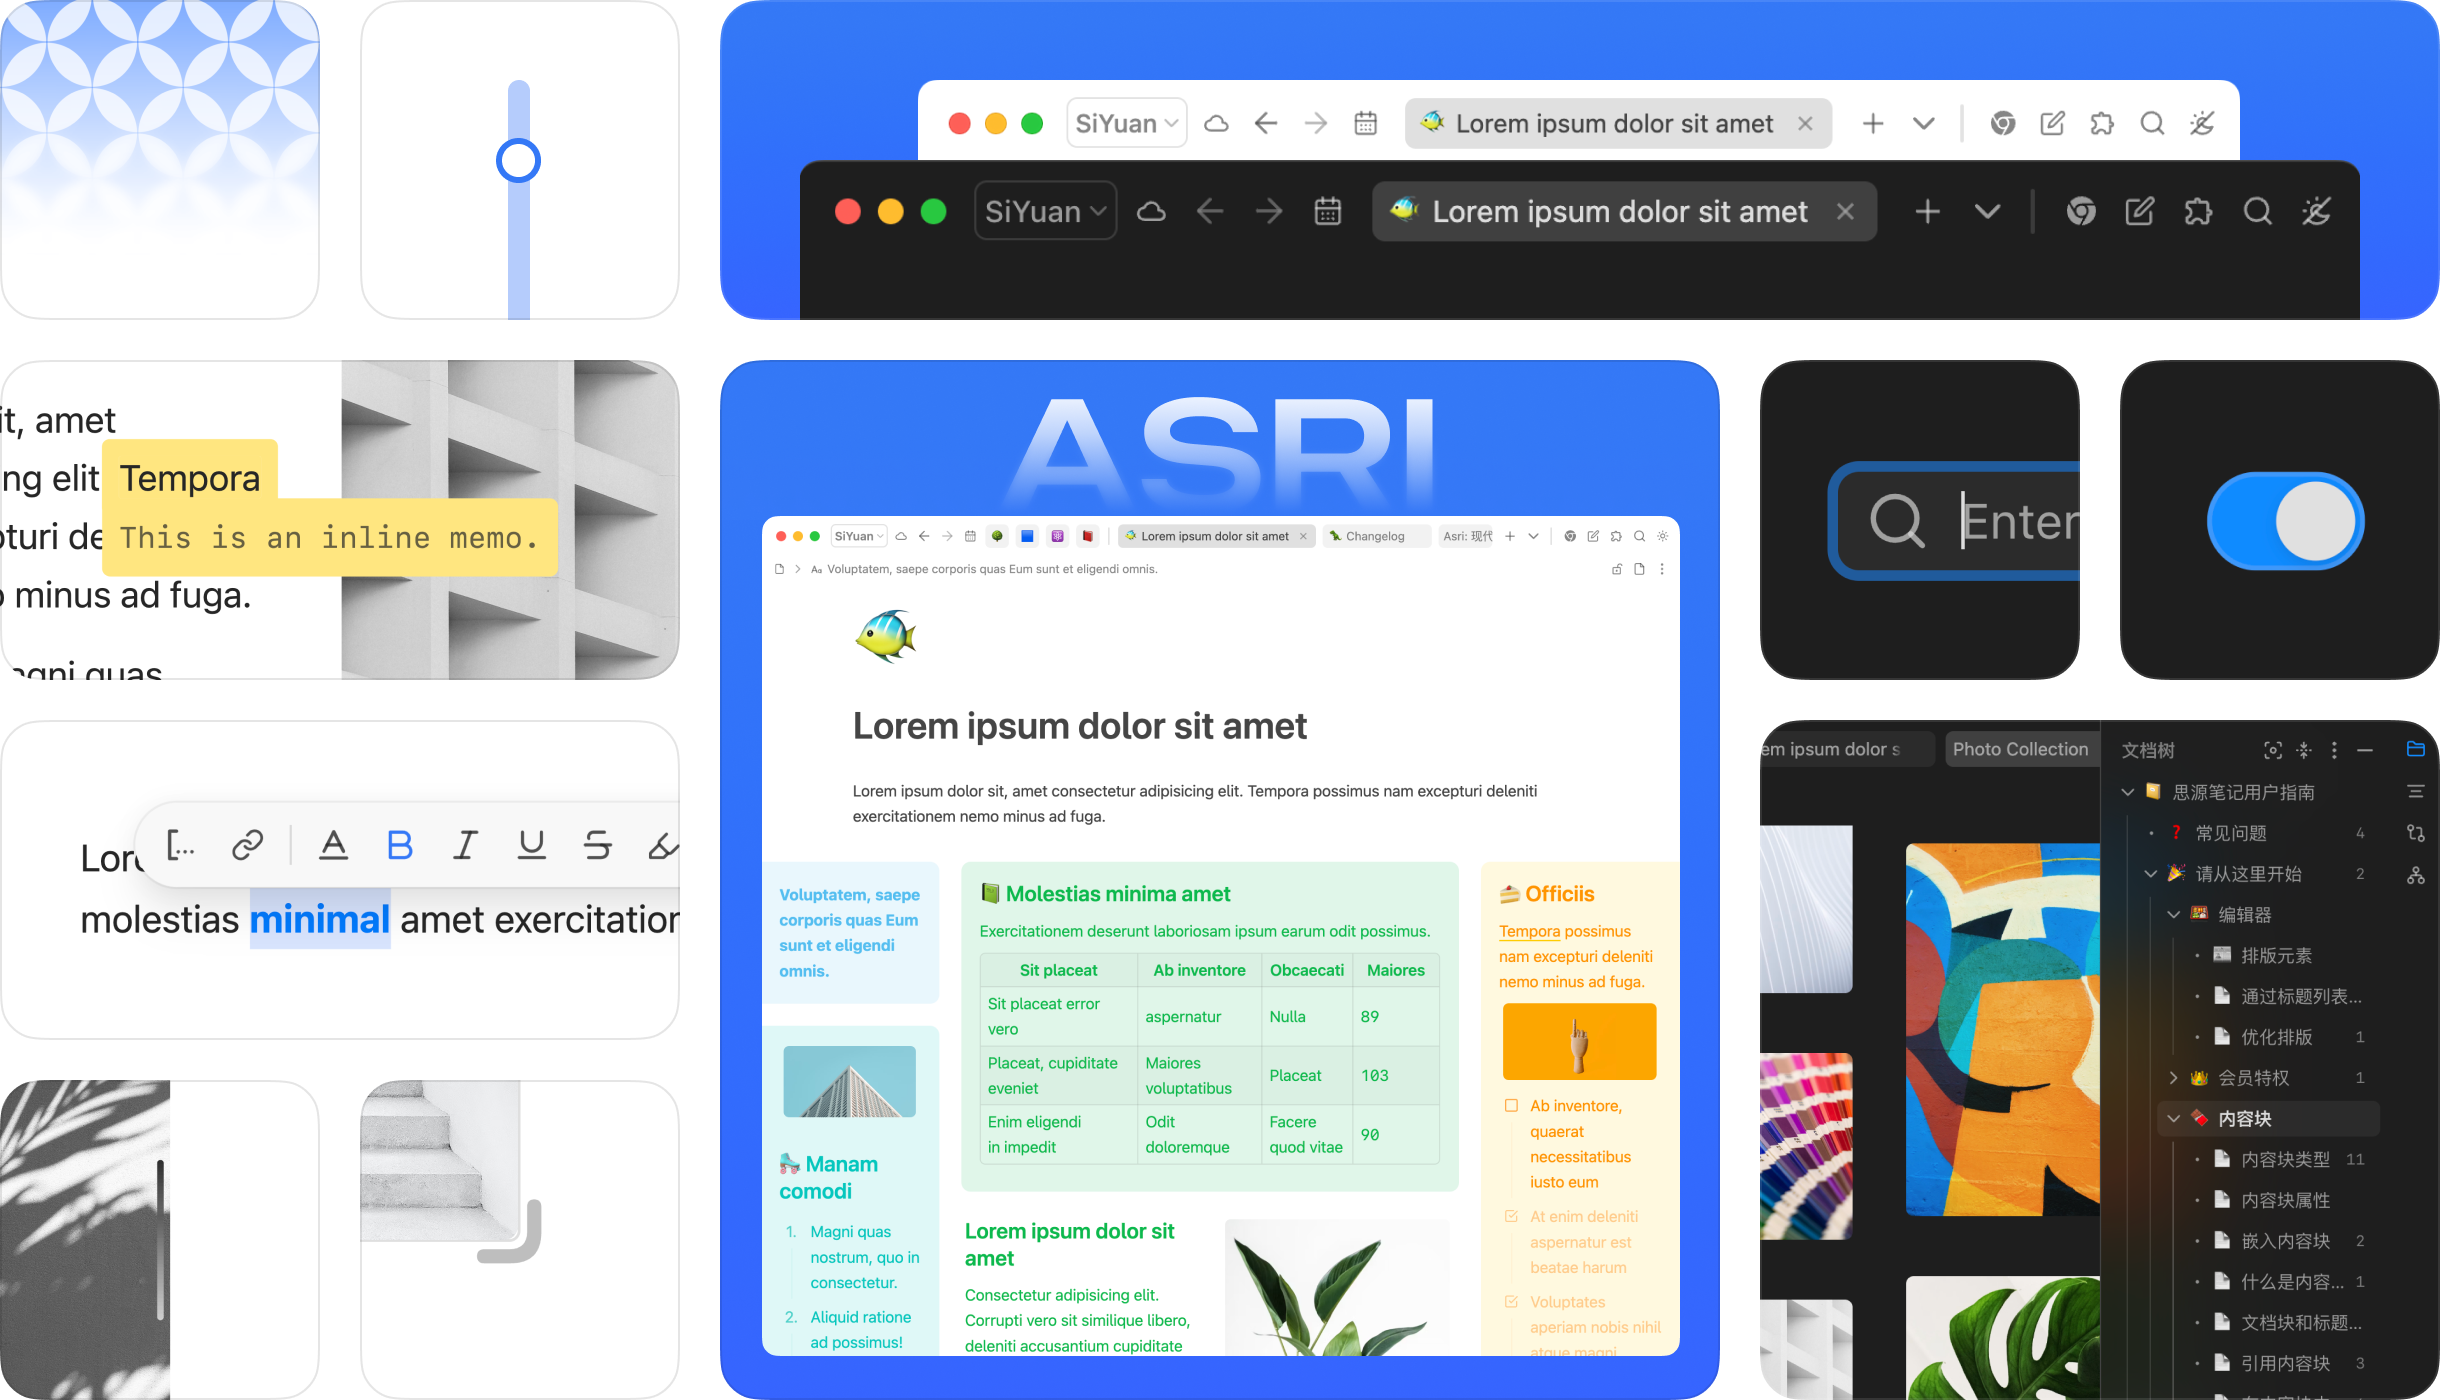 SiYuan
Lorem ipsum dolor sit amet
SiYuan
Lorem ipsum dolor sit amet
it, amet
ng elit
Tempora
This is an inline memo.
minus ad fuga.
magni quas
molestias minimal amet exercitation
ASRI
SiYuan
Lorem ipsum dolor sit amet
Changelog
Asri: 现代
Voluptatem, saepe corporis quas Eum sunt et eligendi omnis.
Lorem ipsum dolor sit amet
Lorem ipsum dolor sit, amet consectetur adipisicing elit. Tempora possimus nam excepturi deleniti
exercitationem nemo minus ad fuga.
Voluptatem, saepe
corporis quas Eum
sunt et eligendi
omnis.
Manam
comodi
1. Magni quas
nostrum, quo in
consectetur.
2. Aliquid ratione
ad possimus!
Molestias minima amet
Exercitationem deserunt laboriosam ipsum earum odit possimus.
Sit placeat Ab inventore Obcaecati Maiores
Sit placeat error
vero
aspernatur
Nulla
89
Placeat, cupiditate
eveniet
Maiores
voluptatibus
Placeat
103
Enim eligendi
in impedit
Odit
doloremque
Facere
quod vitae
90
Lorem ipsum dolor sit
amet
Consectetur adipisicing elit.
Corrupti vero sit similique libero,
deleniti accusantium cupiditate
Officiis
Tempora possimus
nam excepturi deleniti
nemo minus ad fuga.
Ab inventore,
quaerat
necessitatibus
iusto eum
At enim deleniti
aspernatur est
beatae harum
Voluptates
aperiam nobis nihil
atque magni
Enter
em ipsum dolor s
Photo Collection
文档树
思源笔记用户指南
常见问题 4
请从这里开始 2
编辑器
排版元素
通过标题列表...
优化排版 1
会员特权 1
内容块
内容块类型 11
内容块属性
嵌入内容块 2
什么是内容... 1
文档块和标题...
引用内容块 3